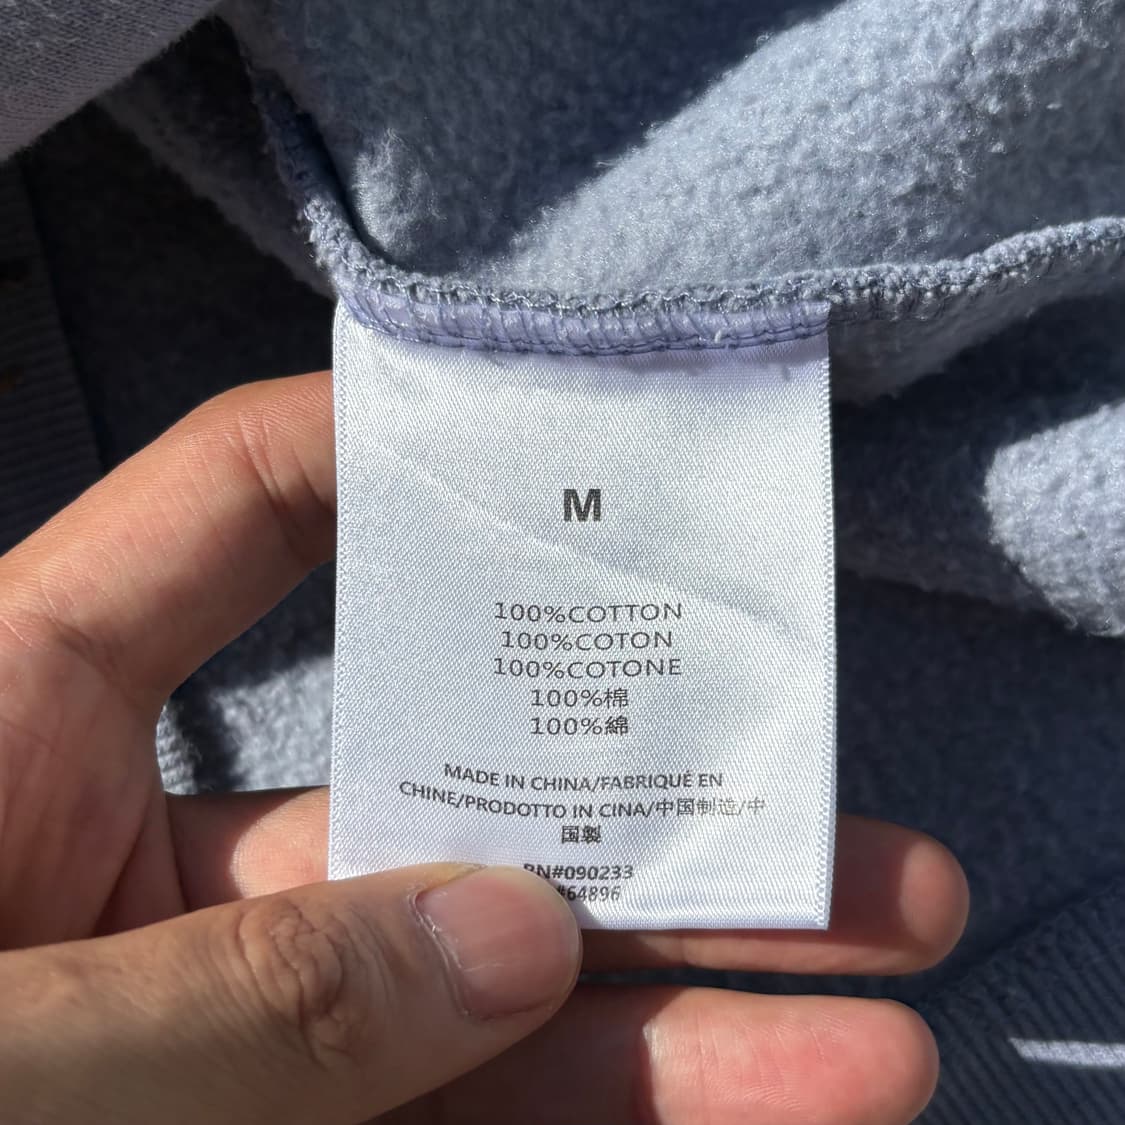 M
100%COTTON
100%COTON
100%COTONE
100%棉
100%綿
MADE IN CHINA/FABRIQUÉ EN
CHINE/PRODOTTO IN CINA/中国制造/中
国製
RN#090233
#64896